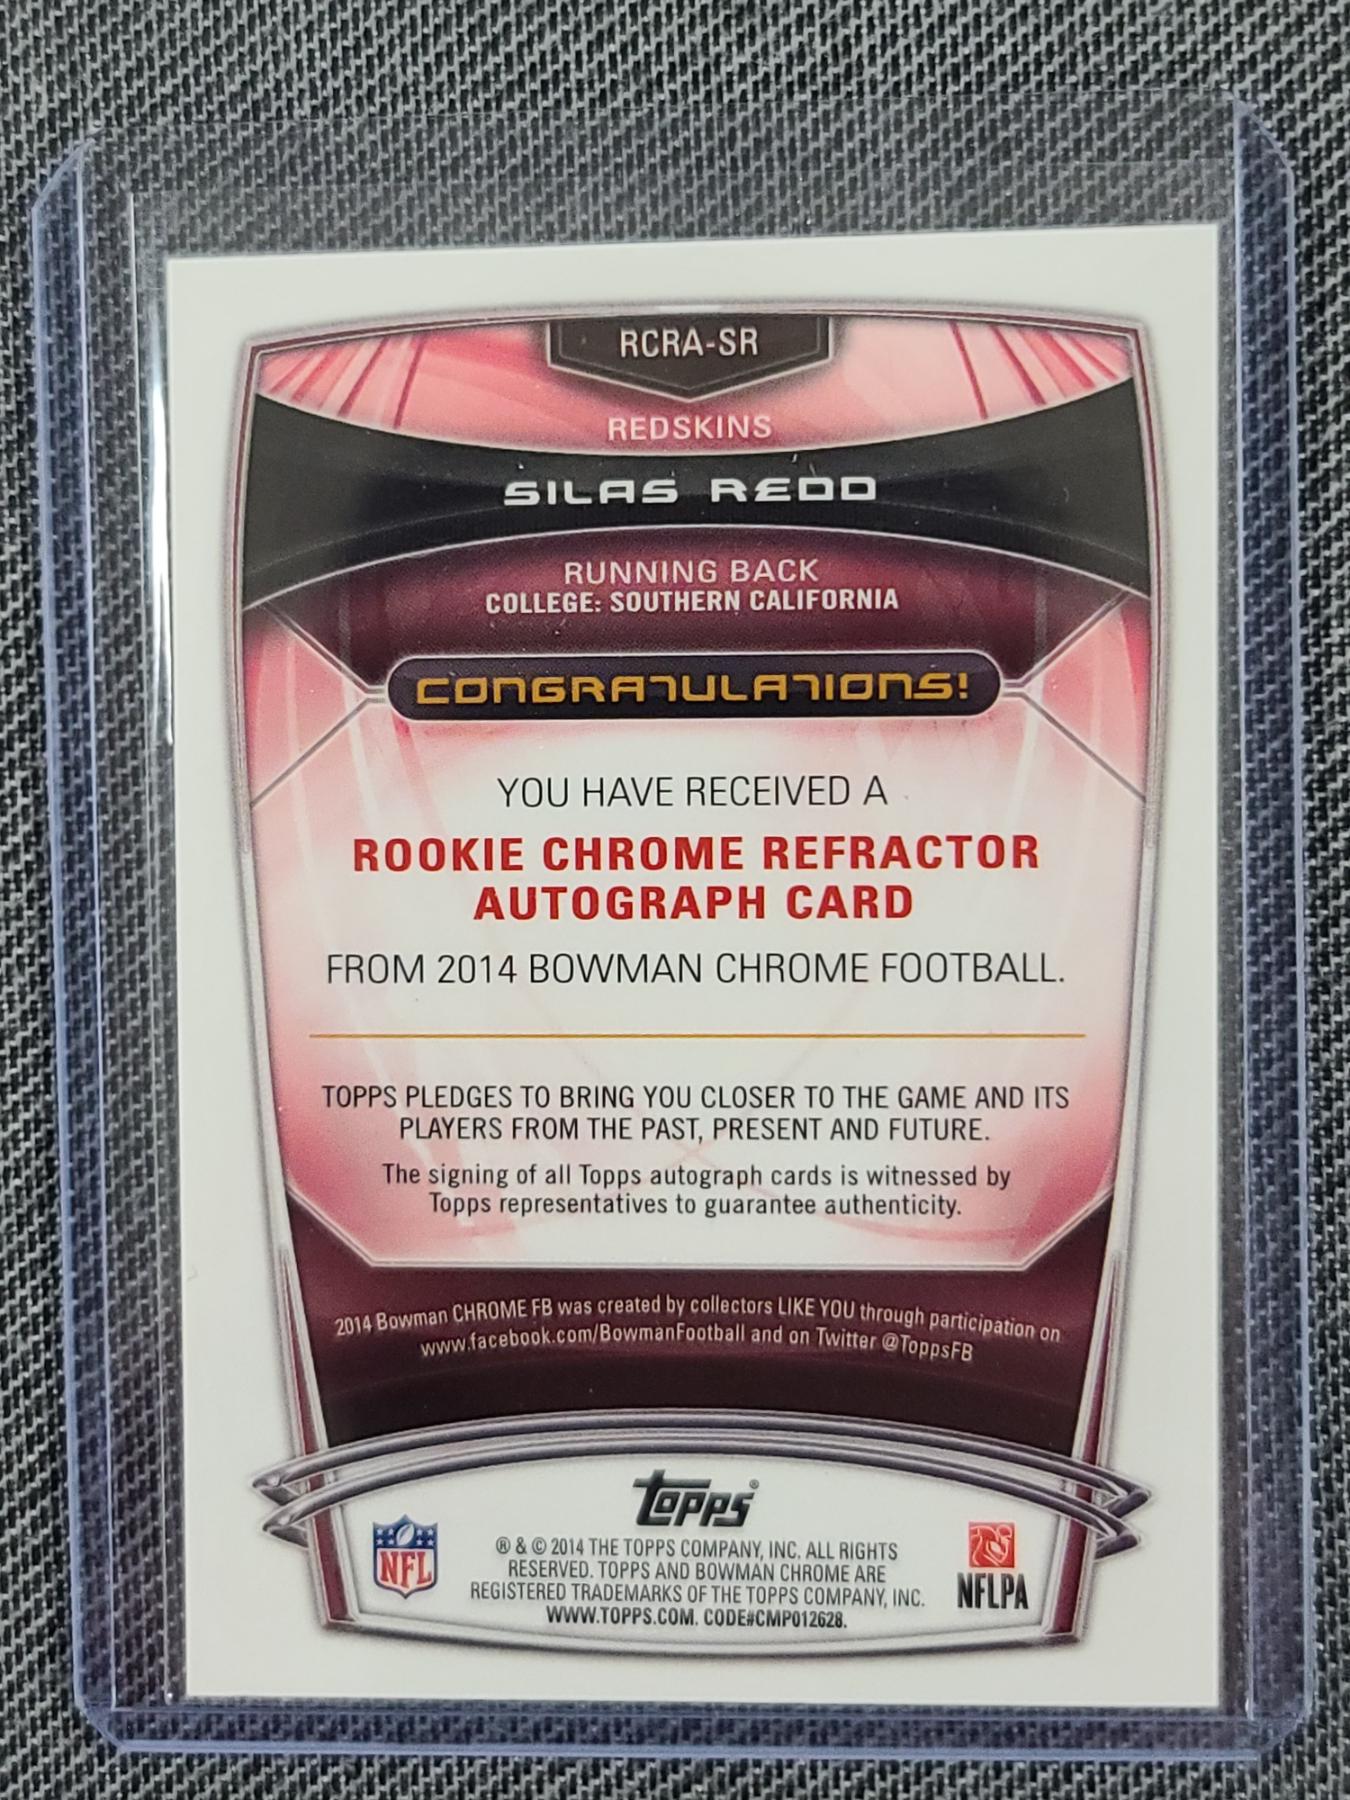 RCRA-SR
REDSKINS
SILAS REDD
RUNNING BACK
COLLEGE: SOUTHERN CALIFORNIA
CONGRATULATIONS!
YOU HAVE RECEIVED A
ROOKIE CHROME REFRACTOR
AUTOGRAPH CARD
FROM 2014 BOWMAN CHROME FOOTBALL.
TOPPS PLEDGES TO BRING YOU CLOSER TO THE GAME AND ITS
PLAYERS FROM THE PAST, PRESENT AND FUTURE.
The signing of all Topps autograph cards is witnessed by
Topps representatives to guarantee authenticity.
2014 Bowman CHROME FB was created by collectors LIKE YOU through participation on
www.facebook.com/BowmanFootball and on Twitter @ToppsFB
topps®
NFL
® & © 2014 THE TOPPS COMPANY, INC. ALL RIGHTS
RESERVED. TOPPS AND BOWMAN CHROME ARE
REGISTERED TRADEMARKS OF THE TOPPS COMPANY, INC.
WWW.TOPPS.COM. CODE#CMP012628.
NFLPA